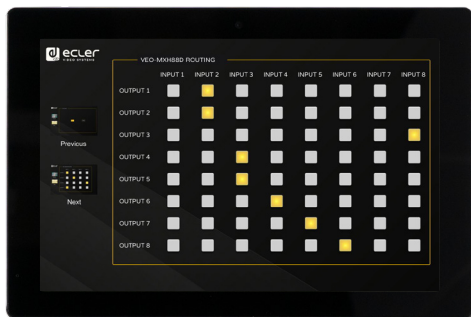 ecler
VIDEO SYSTEMS
VEO-MXH88D ROUTING
INPUT 1 INPUT 2 INPUT 3 INPUT 4 INPUT 5 INPUT 6 INPUT 7 INPUT 8
OUTPUT 1
OUTPUT 2
OUTPUT 3
Previous
OUTPUT 4
OUTPUT 5
Next
OUTPUT 6
OUTPUT 7
OUTPUT 8